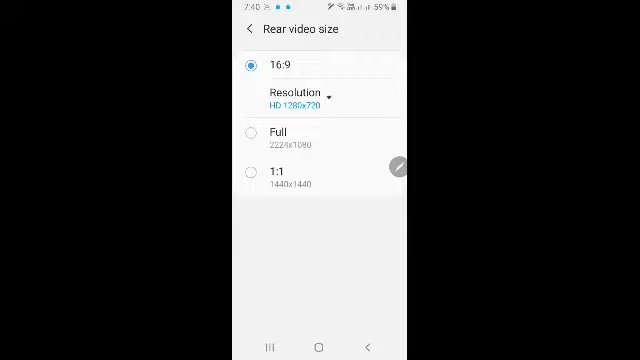 7:40 59%
Rear video size
16:9
Resolution
HD 1280x720
Full
2224x1080
1:1
1440x1440